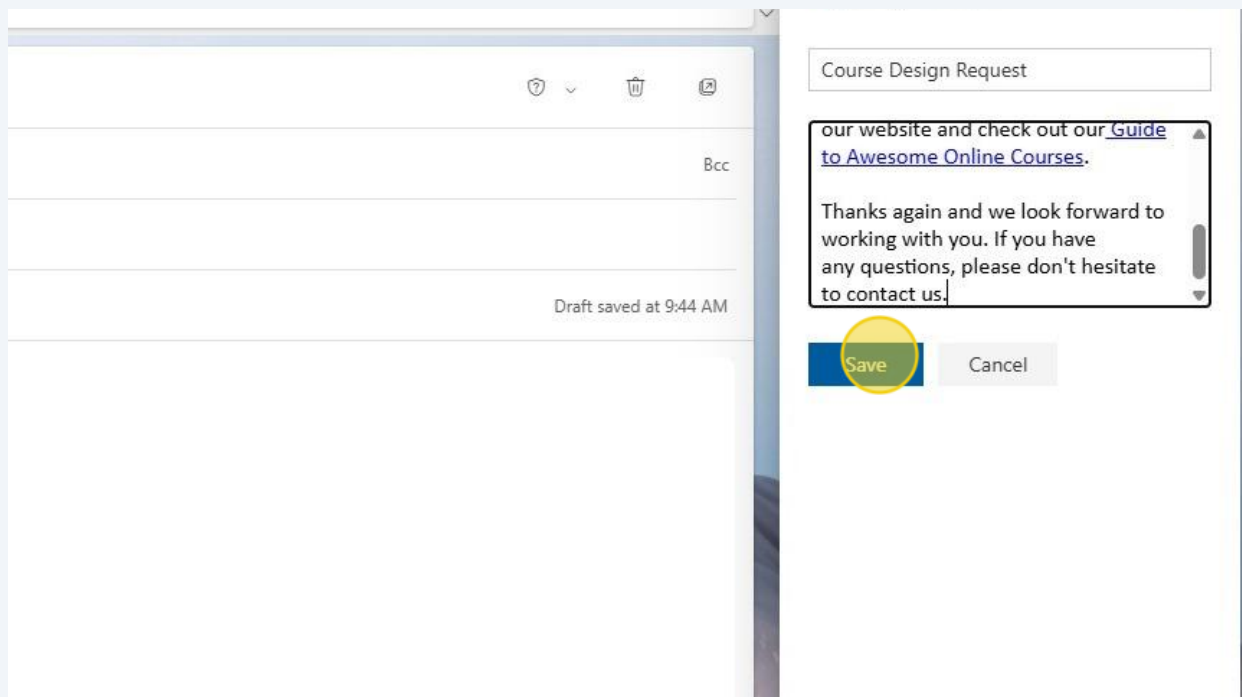 Course Design Request
Bcc
our website and check out our Guide
to Awesome Online Courses.
Thanks again and we look forward to
working with you. If you have
any questions, please don't hesitate
to contact us.
Draft saved at 9:44 AM
Save
Cancel